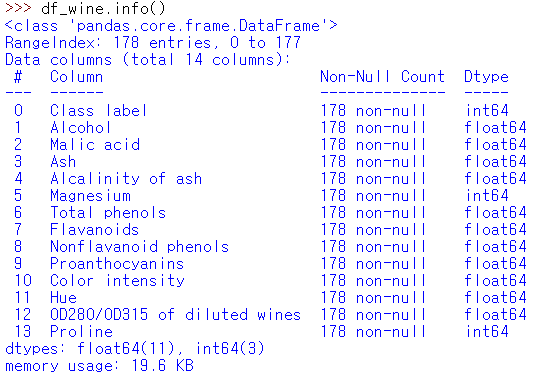 >>> df_wine.info()
<class 'pandas.core.frame.DataFrame'>
RangeIndex: 178 entries, 0 to 177
Data columns (total 14 columns):
 #   Column                        Non-Null Count  Dtype
---  ------                        --------------  -----
 0   Class label                   178 non-null    int64
 1   Alcohol                       178 non-null    float64
 2   Malic acid                    178 non-null    float64
 3   Ash                           178 non-null    float64
 4   Alcalinity of ash             178 non-null    float64
 5   Magnesium                     178 non-null    int64
 6   Total phenols                 178 non-null    float64
 7   Flavanoids                    178 non-null    float64
 8   Nonflavanoid phenols          178 non-null    float64
 9   Proanthocyanins               178 non-null    float64
 10  Color intensity               178 non-null    float64
 11  Hue                           178 non-null    float64
 12  OD280/OD315 of diluted wines  178 non-null    float64
 13  Proline                       178 non-null    int64
dtypes: float64(11), int64(3)
memory usage: 19.6 KB